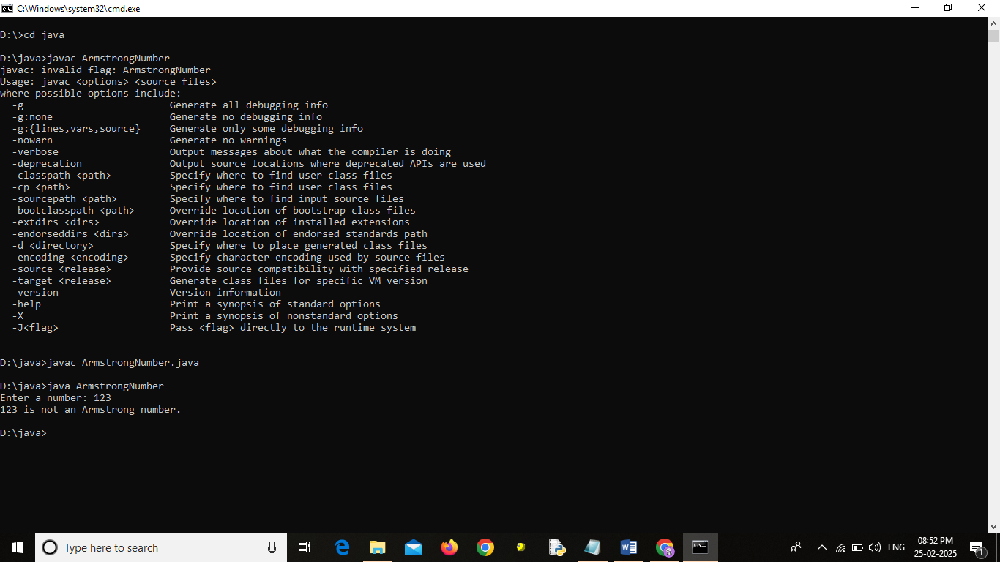 C:\Windows\system32\cmd.exe
D:\>cd java
D:\java>javac ArmstrongNumber
javac: invalid flag: ArmstrongNumber
Usage: javac <options> <source files>
where possible options include:
  -g                         Generate all debugging info
  -g:none                    Generate no debugging info
  -g:{lines,vars,source}     Generate only some debugging info
  -nowarn                    Generate no warnings
  -verbose                   Output messages about what the compiler is doing
  -deprecation               Output source locations where deprecated APIs are used
  -classpath <path>          Specify where to find user class files
  -cp <path>                 Specify where to find user class files
  -sourcepath <path>         Specify where to find input source files
  -bootclasspath <path>      Override location of bootstrap class files
  -extdirs <dirs>            Override location of installed extensions
  -endorseddirs <dirs>       Override location of endorsed standards path
  -d <directory>             Specify where to place generated class files
  -encoding <encoding>       Specify character encoding used by source files
  -source <release>          Provide source compatibility with specified release
  -target <release>          Generate class files for specific VM version
  -version                   Version information
  -help                      Print a synopsis of standard options
  -X                         Print a synopsis of nonstandard options
  -J<flag>                   Pass <flag> directly to the runtime system
D:\java>javac ArmstrongNumber.java
D:\java>java ArmstrongNumber
Enter a number: 123
123 is not an Armstrong number.
D:\java>
Type here to search
ENG
08:52 PM
25-02-2025
1